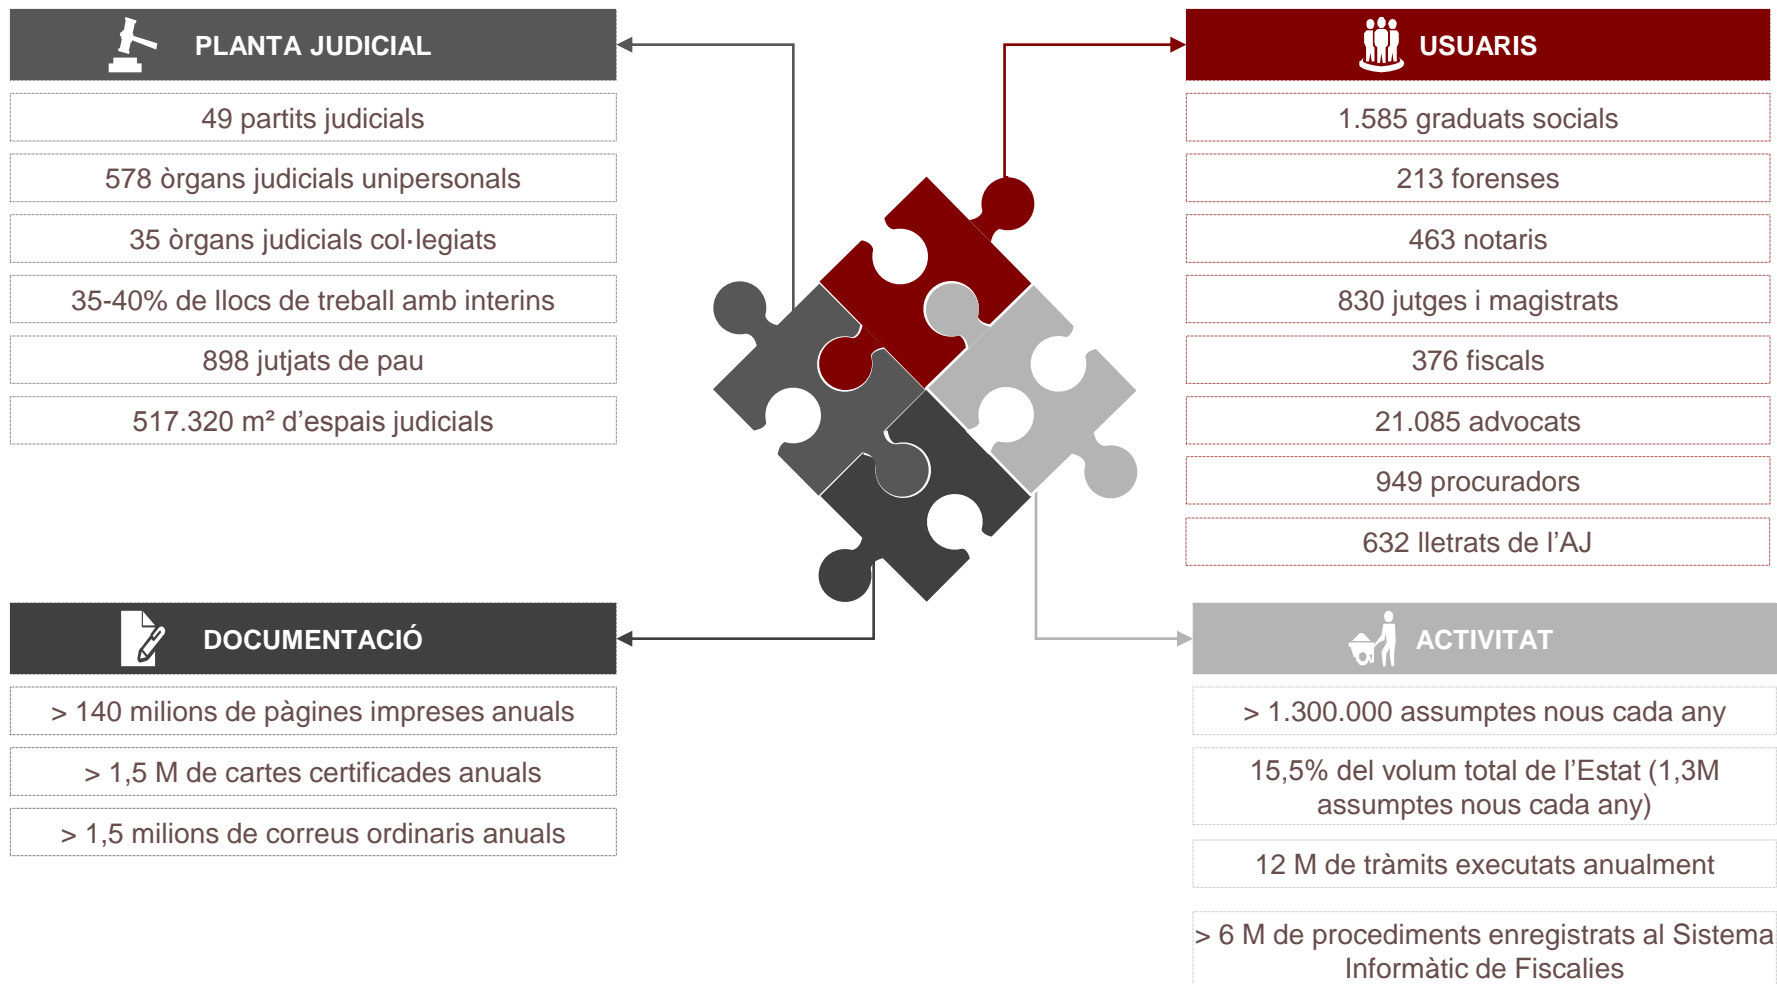 PLANTA JUDICIAL
49 partits judicials
578 òrgans judicials unipersonals
35 òrgans judicials col·legiats
35-40% de llocs de treball amb interins
898 jutjats de pau
517.320 m² d’espais judicials
USUARIS
1.585 graduats socials
213 forenses
463 notaris
830 jutges i magistrats
376 fiscals
21.085 advocats
949 procuradors
632 lletrats de l’AJ
DOCUMENTACIÓ
> 140 milions de pàgines impreses anuals
> 1,5 M de cartes certificades anuals
> 1,5 milions de correus ordinaris anuals
ACTIVITAT
> 1.300.000 assumptes nous cada any
15,5% del volum total de l’Estat (1,3M
assumptes nous cada any)
12 M de tràmits executats anualment
> 6 M de procediments enregistrats al Sistema
Informàtic de Fiscalies